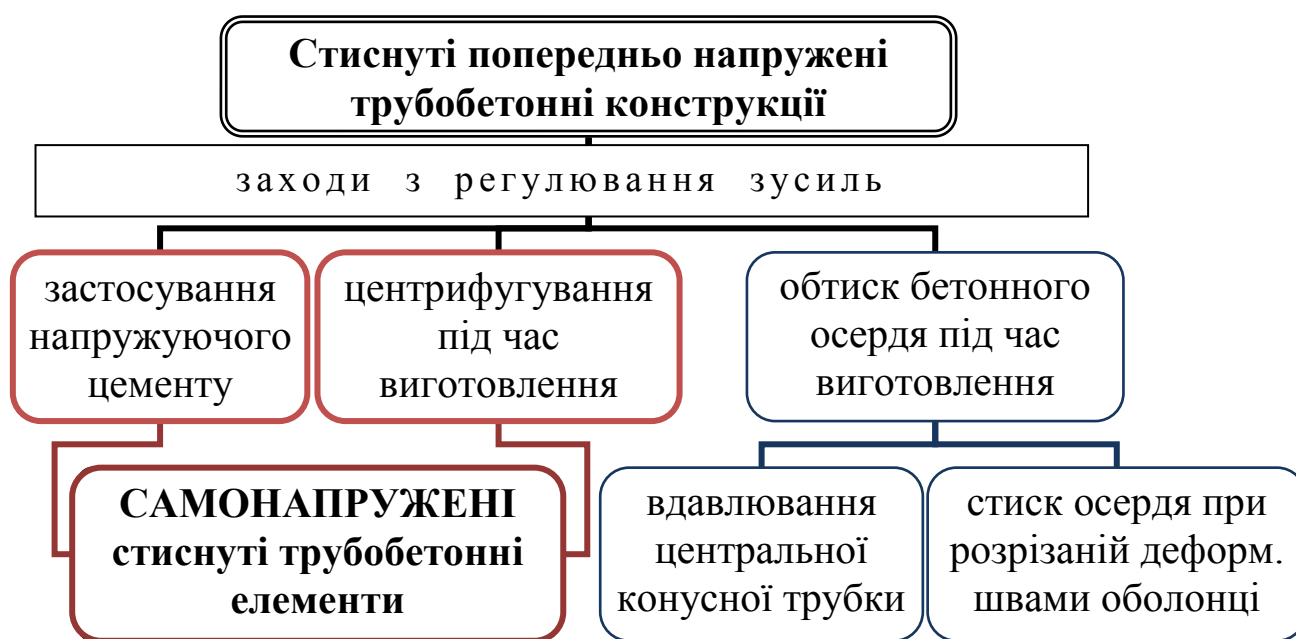 Стиснуті попередньо напружені
трубобетонні конструкції
заходи з регулювання зусиль
застосування
напружуючого
цементу
центрифугування
під час
виготовлення
обтиск бетонного
осердя під час
виготовлення
САМОНАПРУЖЕНІ
стиснуті трубобетонні
елементи
вдавлювання
центральної
конусної трубки
стиск осердя при
розрізаній деформ.
швами оболонці